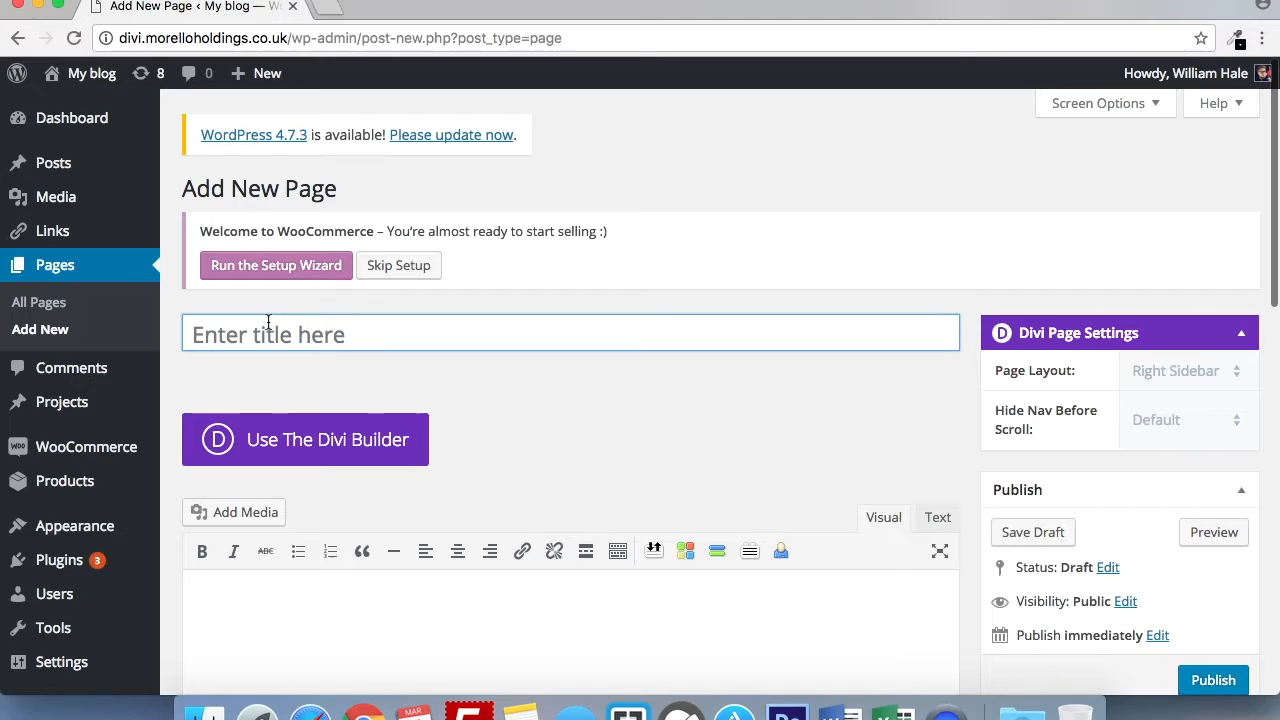 Add New Page ‹ My blog — W
divi.morelloholdings.co.uk/wp-admin/post-new.php?post_type=page
My blog 8 0 New Howdy, William Hale
Screen Options Help
Dashboard
Posts
Media
Links
Pages
All Pages
Add New
Comments
Projects
WooCommerce
Products
Appearance
Plugins 3
Users
Tools
Settings
WordPress 4.7.3 is available! Please update now.
Add New Page
Welcome to WooCommerce – You‘re almost ready to start selling :)
Run the Setup Wizard Skip Setup
Enter title here
D Use The Divi Builder
Add Media
Visual Text
B I ABC
D Divi Page Settings
Page Layout: Right Sidebar
Hide Nav Before Scroll: Default
Publish
Save Draft Preview
Status: Draft Edit
Visibility: Public Edit
Publish immediately Edit
Publish
MAR